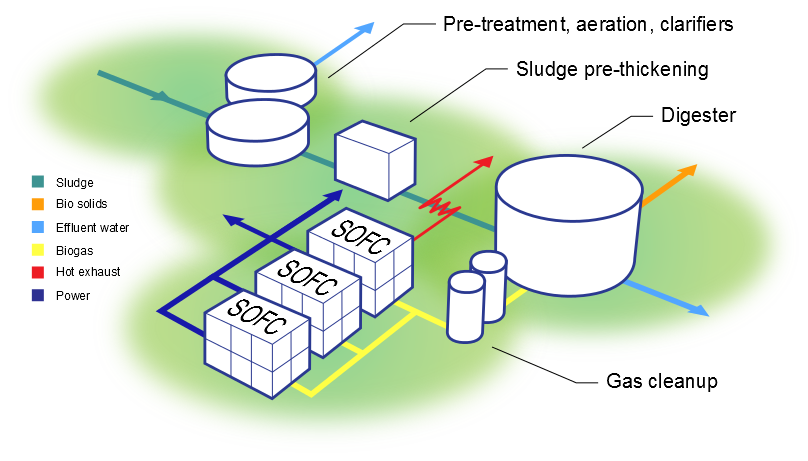 Pre-treatment, aeration, clarifiers
Sludge pre-thickening
Digester
Sludge
Bio solids
Effluent water
Biogas
Hot exhaust
Power
SOFC
SOFC
SOFC
Gas cleanup